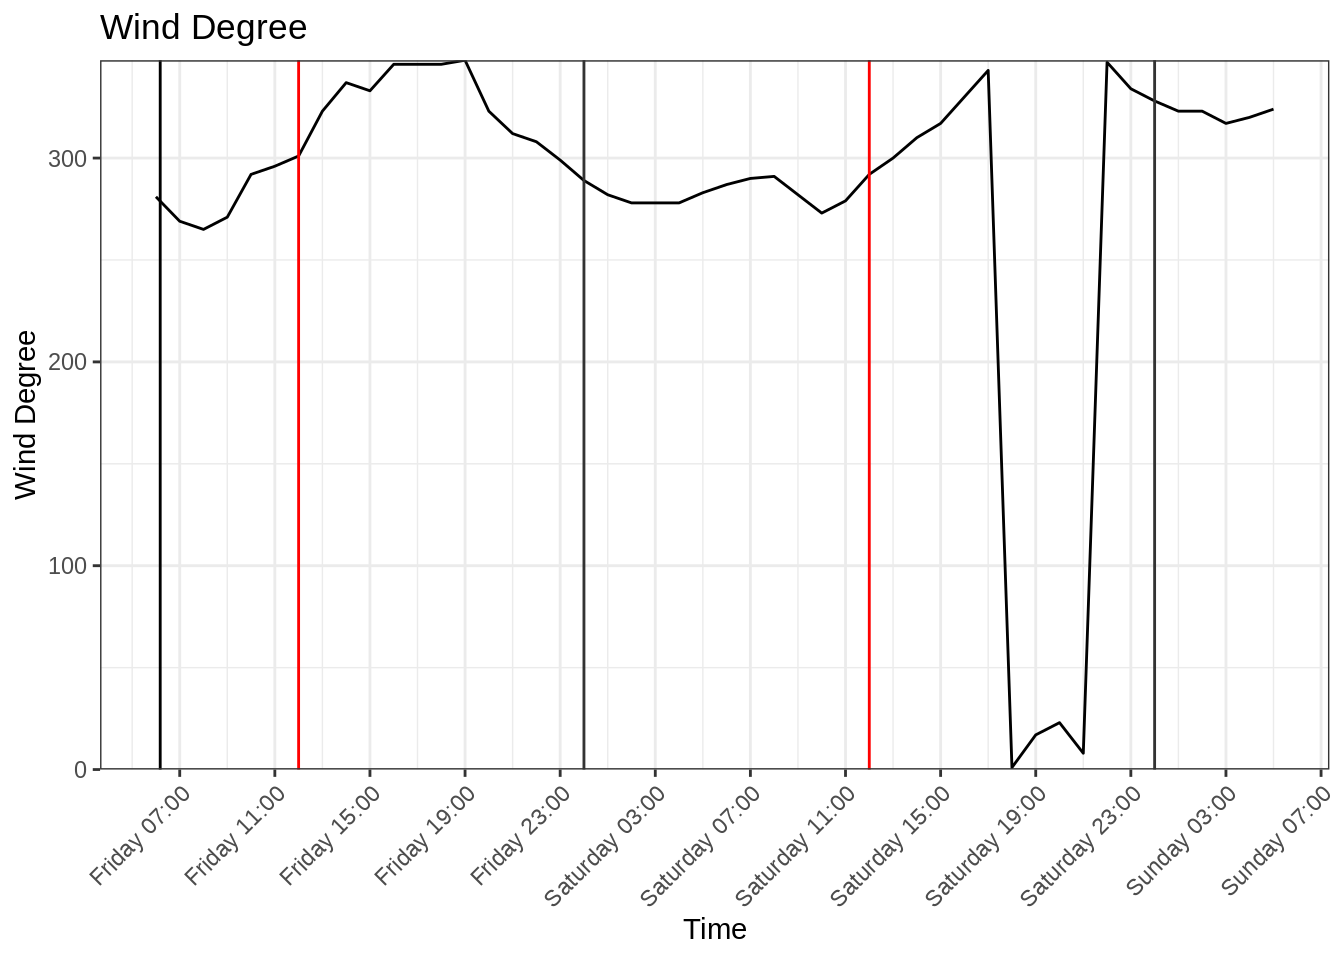 Wind Degree
Wind Degree
300
200
100
0
Friday 07:00
Friday 11:00
Friday 15:00
Friday 19:00
Friday 23:00
Saturday 03:00
Saturday 07:00
Saturday 11:00
Saturday 15:00
Saturday 19:00
Saturday 23:00
Sunday 03:00
Sunday 07:00
Time